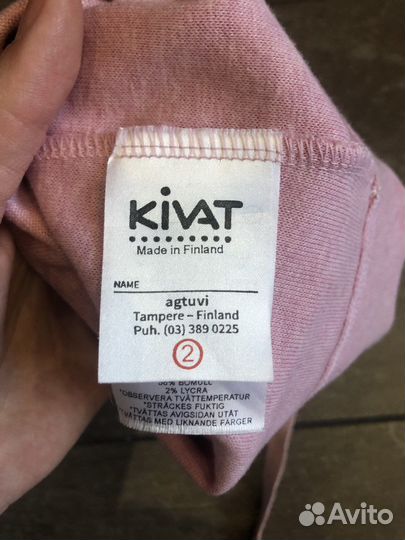 KIVAT
Made in Finland
NAME
agtuvi
Tampere – Finland
Puh. (03) 389 0225
2
BOMULL
2% LYCRA
*OBSERVERA TVÄTTEMPERATUR
*STRÄCKES FUKTIG
*TVÄTTAS AVIGSIDAN UTÅT
*TVÄTTAS MED LIKNANDE FÄRGER
Avito